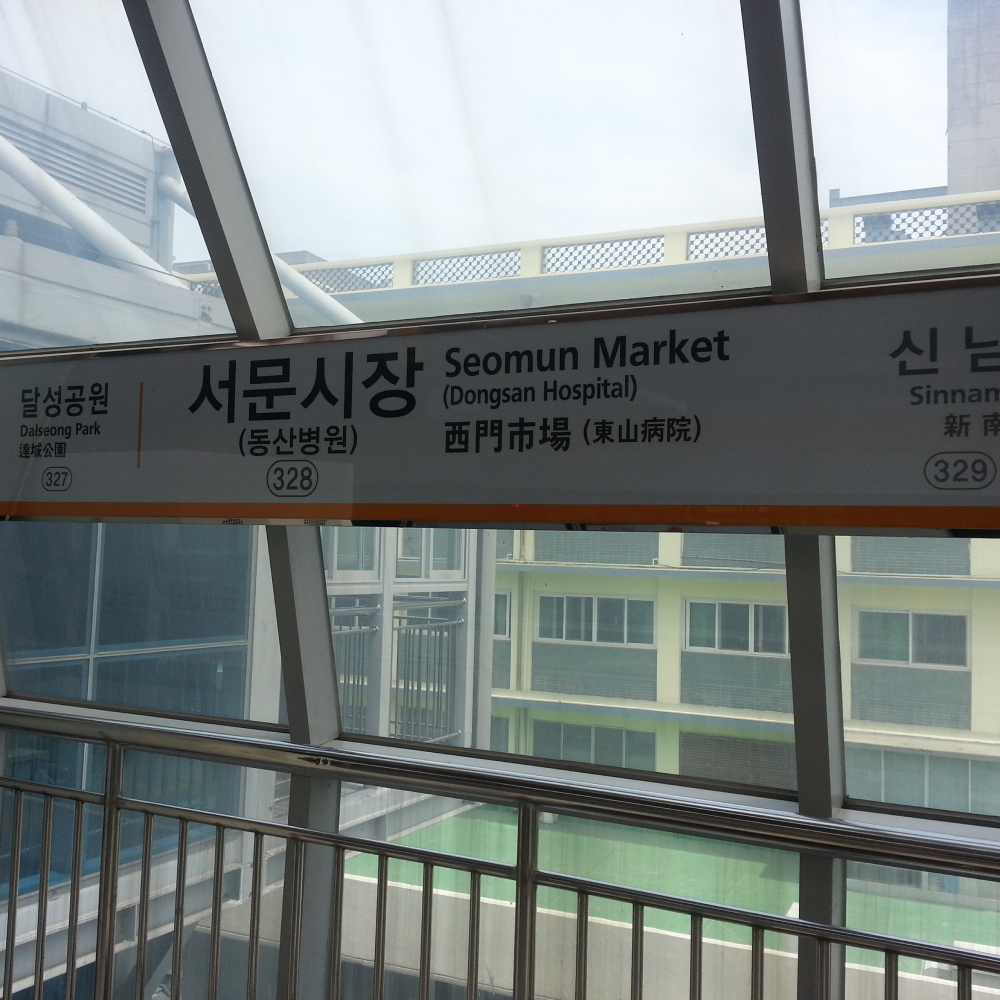 달성공원
Dalseong Park
達城公園
327
서문시장
(동산병원)
328
Seomun Market
(Dongsan Hospital)
西門市場 (東山病院)
신남
Sinnam
新南
329